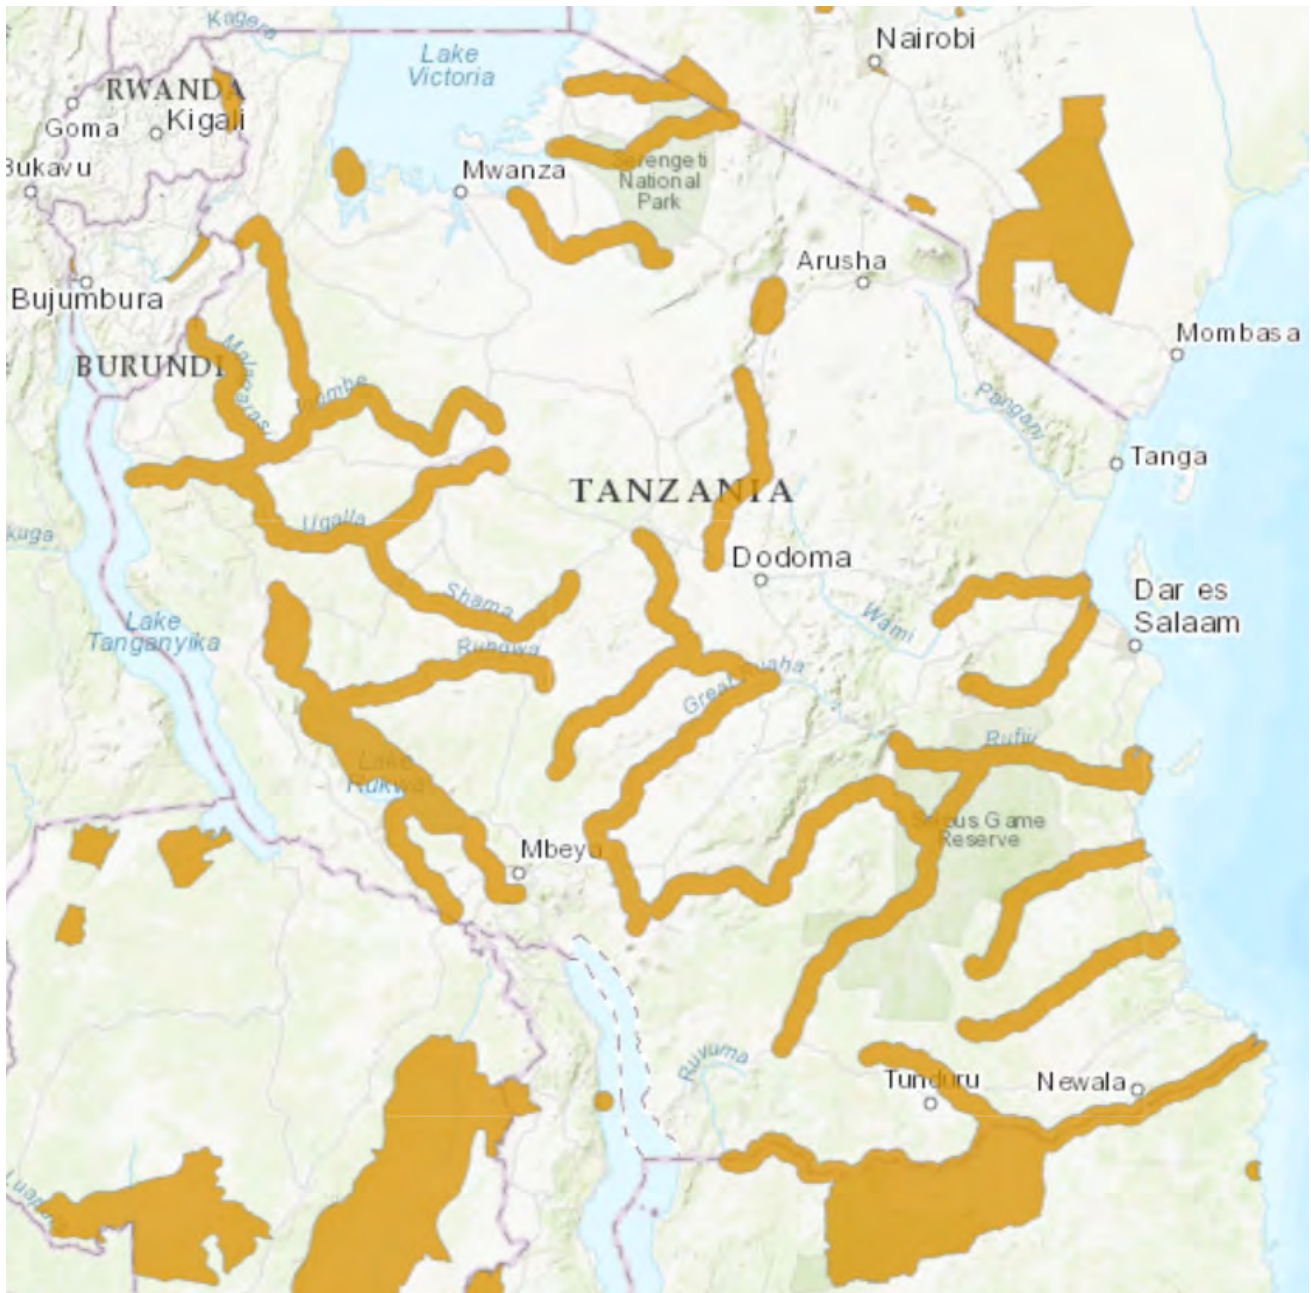 Kagera
Nairobi
Lake
Victoria
RWANDA
Kigali
Goma
Bukavu
Mwanza
Serengeti
National
Park
Arusha
Bujumbura
Mombasa
BURUNDI
Malagarasi
Pangani
Tanga
TANZANIA
Ugalla
Dodoma
Dar es
Salaam
Shama
Wami
Lake
Tanganyika
Rungwa
Great Ruaha
Rufiji
Lake
Rukwa
Selous Game
Reserve
Mbeya
Ruvuma
Tunduru
Newala